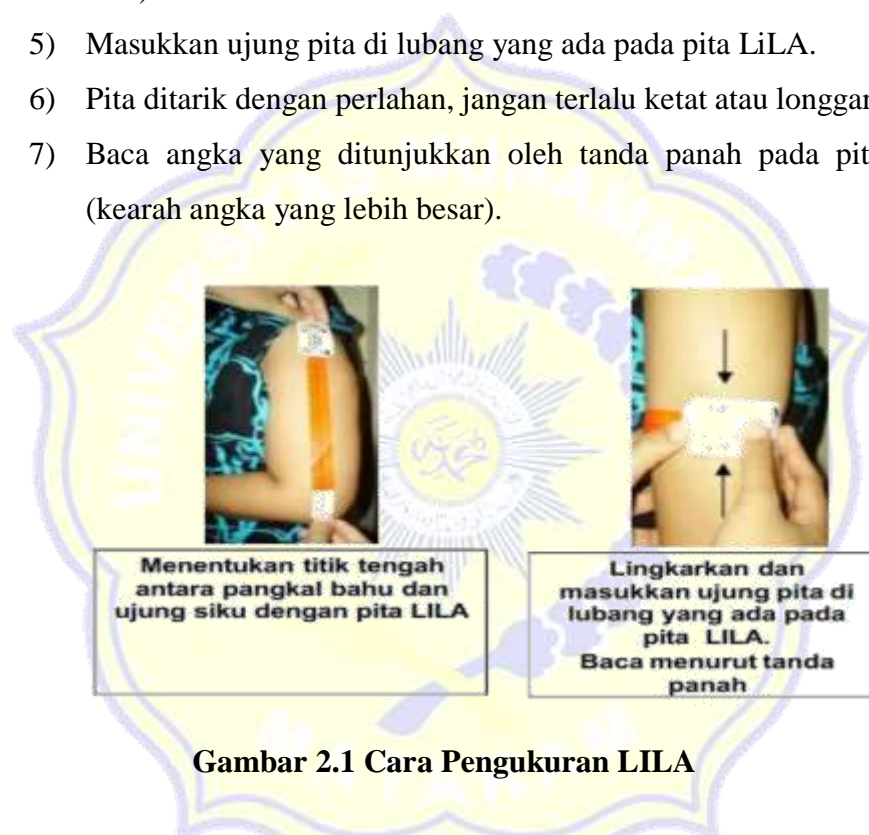 5) Masukkan ujung pita di lubang yang ada pada pita LiLA.
6) Pita ditarik dengan perlahan, jangan terlalu ketat atau longgar
7) Baca angka yang ditunjukkan oleh tanda panah pada pit
(kearah angka yang lebih besar).
Menentukan titik tengah
antara pangkal bahu dan
ujung siku dengan pita LILA
Lingkarkan dan
masukkan ujung pita di
lubang yang ada pada
pita LILA.
Baca menurut tanda
panah
Gambar 2.1 Cara Pengukuran LILA